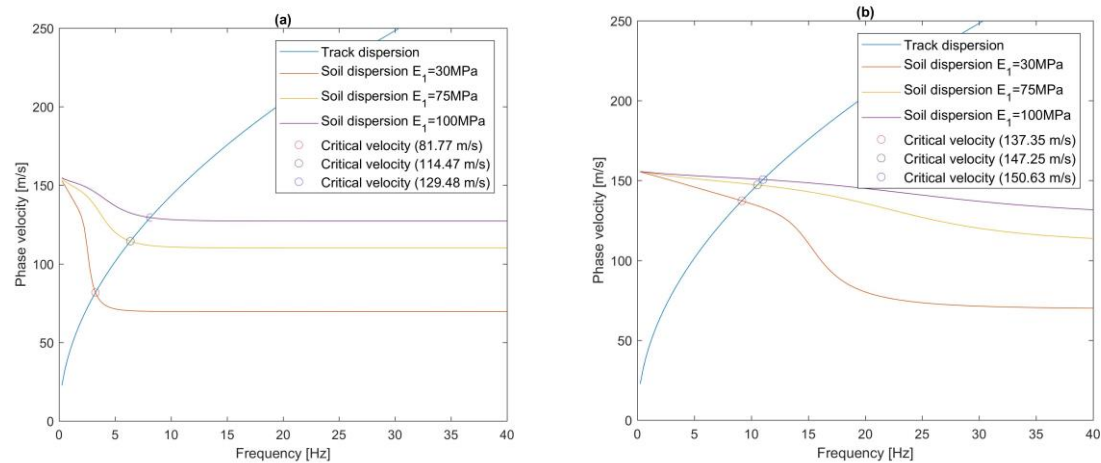 (a)
250
200
150
100
50
0
Phase velocity [m/s]
0 5 10 15 20 25 30 35 40
Frequency [Hz]
Track dispersion
Soil dispersion E1=30MPa
Soil dispersion E1=75MPa
Soil dispersion E1=100MPa
Critical velocity (81.77 m/s)
Critical velocity (114.47 m/s)
Critical velocity (129.48 m/s)
(b)
250
200
150
100
50
0
Phase velocity [m/s]
0 5 10 15 20 25 30 35 40
Frequency [Hz]
Track dispersion
Soil dispersion E1=30MPa
Soil dispersion E1=75MPa
Soil dispersion E1=100MPa
Critical velocity (137.35 m/s)
Critical velocity (147.25 m/s)
Critical velocity (150.63 m/s)